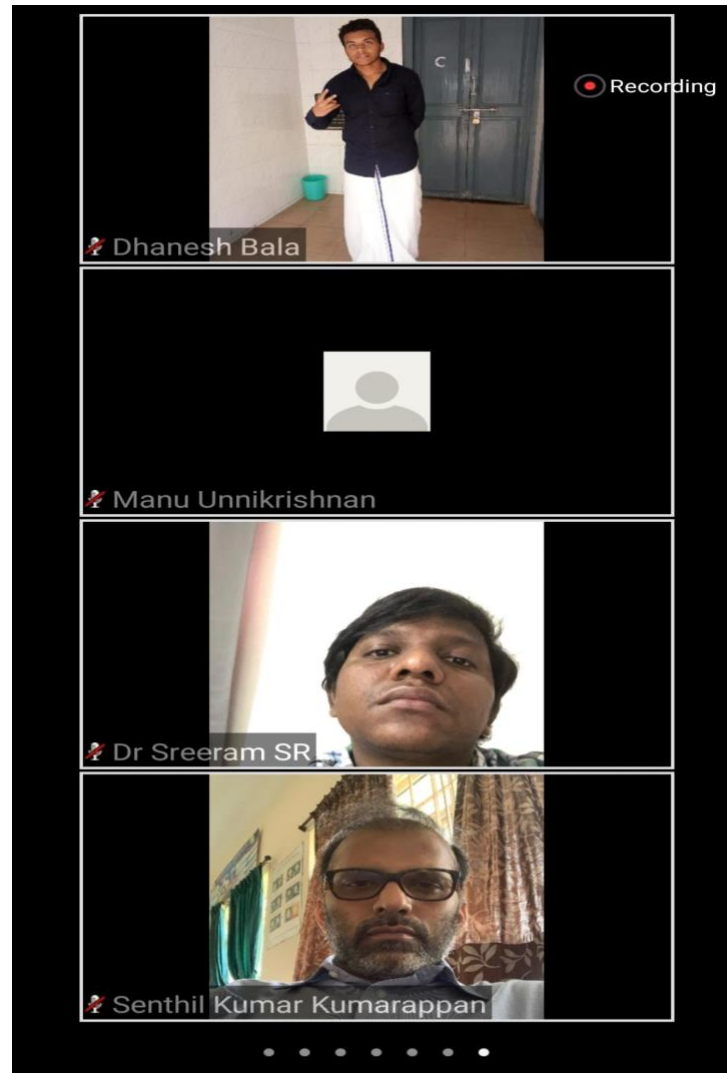 C
Recording
Dhanesh Bala
Manu Unnikrishnan
Dr Sreeram SR
Senthil Kumar Kumarappan